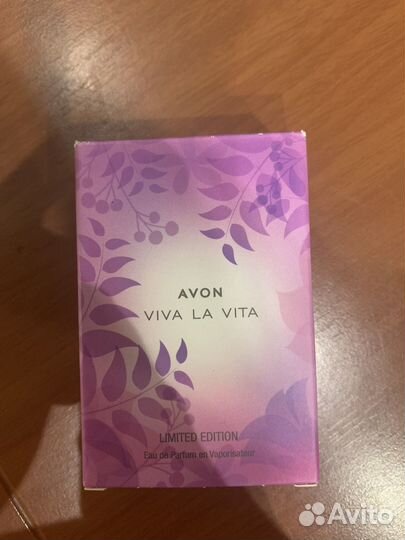 AVON
VIVA LA VITA
LIMITED EDITION
Eau de Parfum en Vaporisateur
Avito